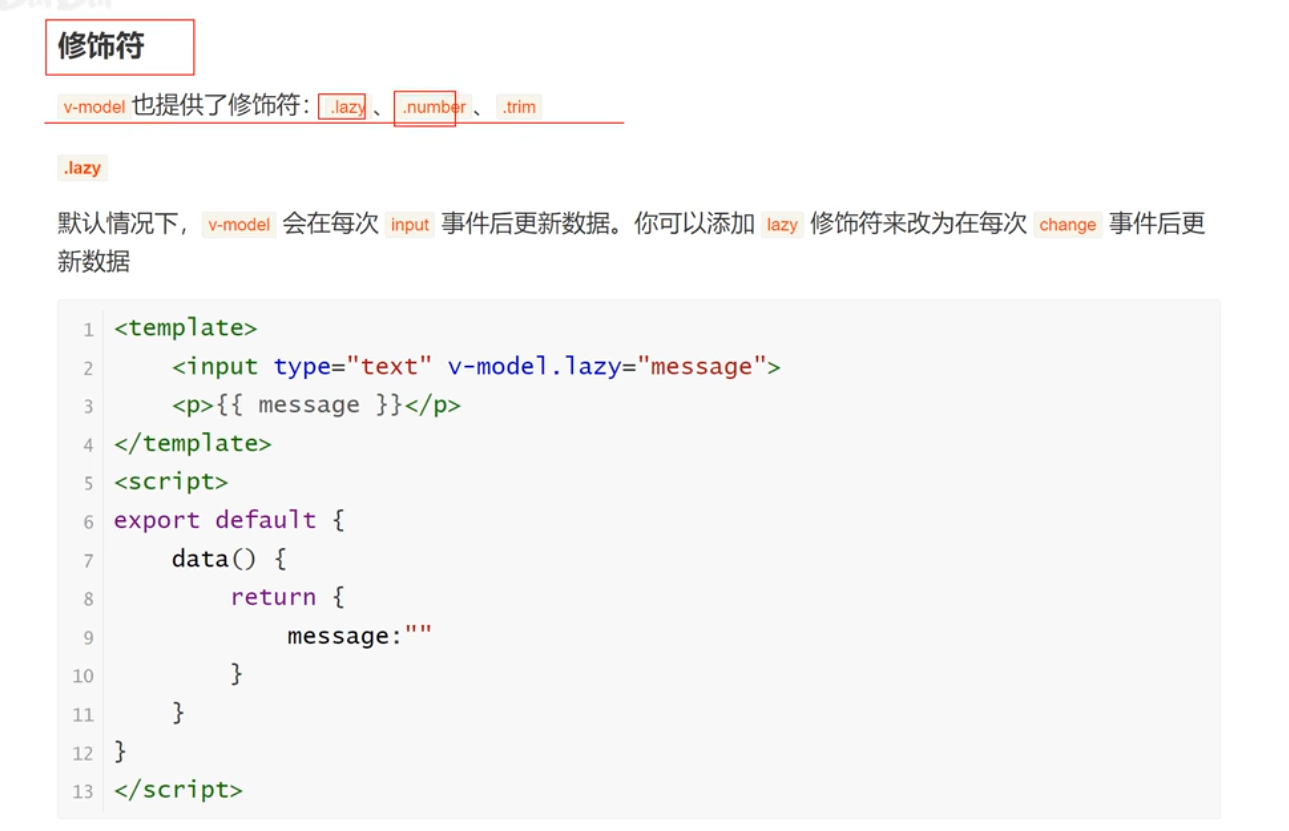 修饰符
v-model 也提供了修饰符：.lazy、.number、.trim
.lazy
默认情况下，v-model 会在每次 input 事件后更新数据。你可以添加 lazy 修饰符来改为在每次 change 事件后更
新数据
1 <template>
2     <input type="text" v-model.lazy="message">
3     <p>{{ message }}</p>
4 </template>
5 <script>
6 export default {
7     data() {
8         return {
9             message:""
10         }
11     }
12 }
13 </script>